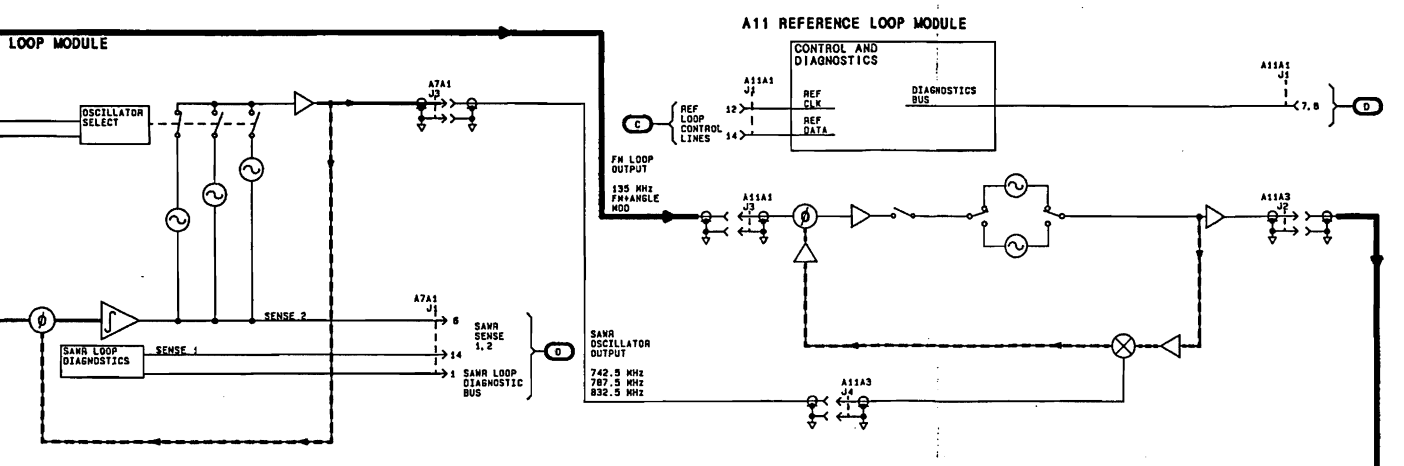 LOOP MODULE
A11 REFERENCE LOOP MODULE
OSCILLATOR
SELECT
A7A1
J3
C
REF
LOOP
CONTROL
LINES
A11A1
J1
12
14
CONTROL AND
DIAGNOSTICS
REF
CLK
REF
DATA
DIAGNOSTICS
BUS
A11A1
J1
7,8
D
FM LOOP
OUTPUT
135 MHz
FM+ANGLE
MOD
A11A1
J3
ϕ
A11A3
J2
ϕ
∫
SENSE 2
SAWR LOOP
DIAGNOSTICS
SENSE 1
A7A1
J1
6
14
1
SAWR
SENSE
1,2
SAWR LOOP
DIAGNOSTIC
BUS
D
SAWR
OSCILLATOR
OUTPUT
742.5 MHz
787.5 MHz
832.5 MHz
A11A3
J4